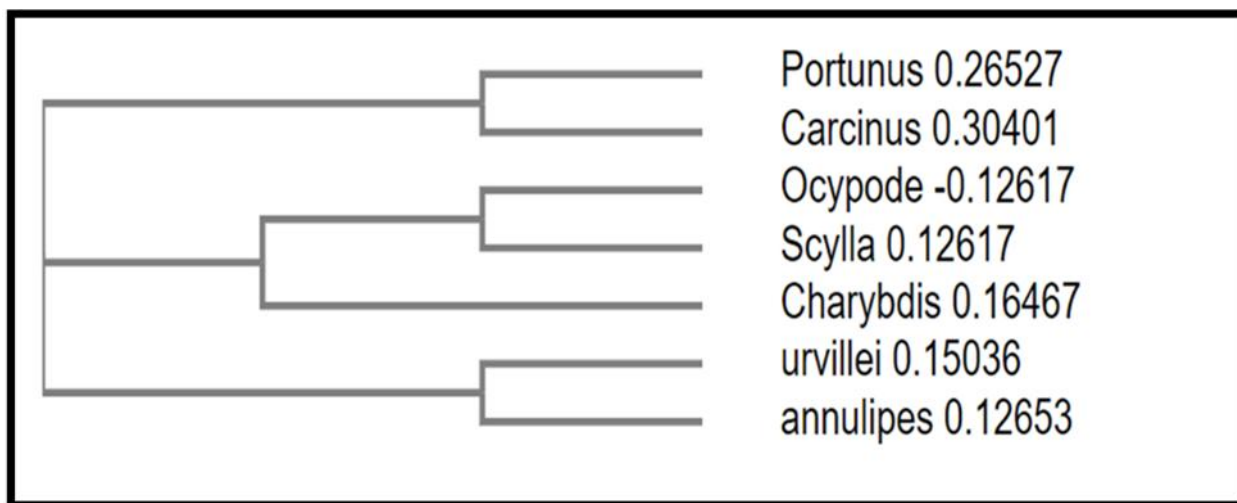 Portunus 0.26527
Carcinus 0.30401
Ocypode -0.12617
Scylla 0.12617
Charybdis 0.16467
urvillei 0.15036
annulipes 0.12653